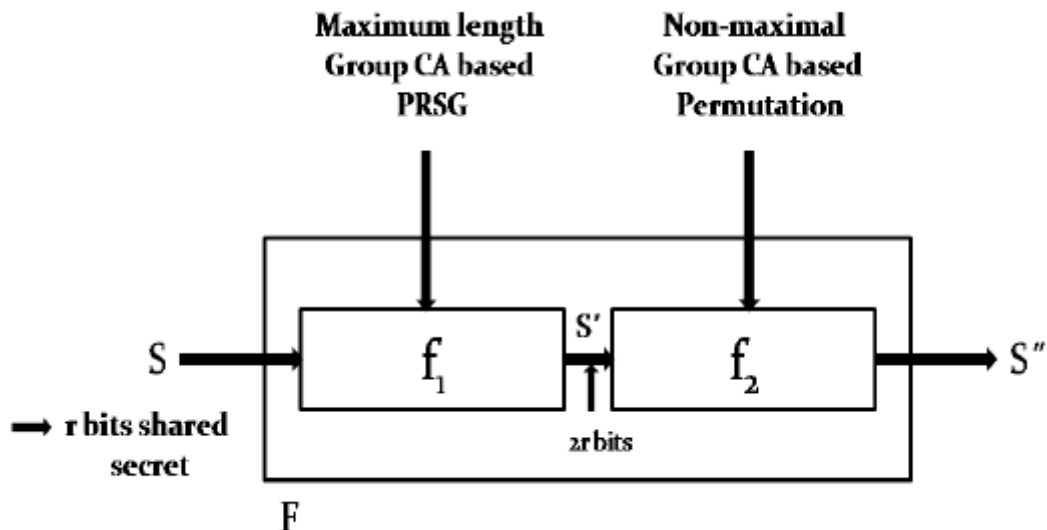 Maximum length
Group CA based
PRSG
Non-maximal
Group CA based
Permutation
S
f₁
S′
f₂
S″
2r bits
r bits shared
secret
F